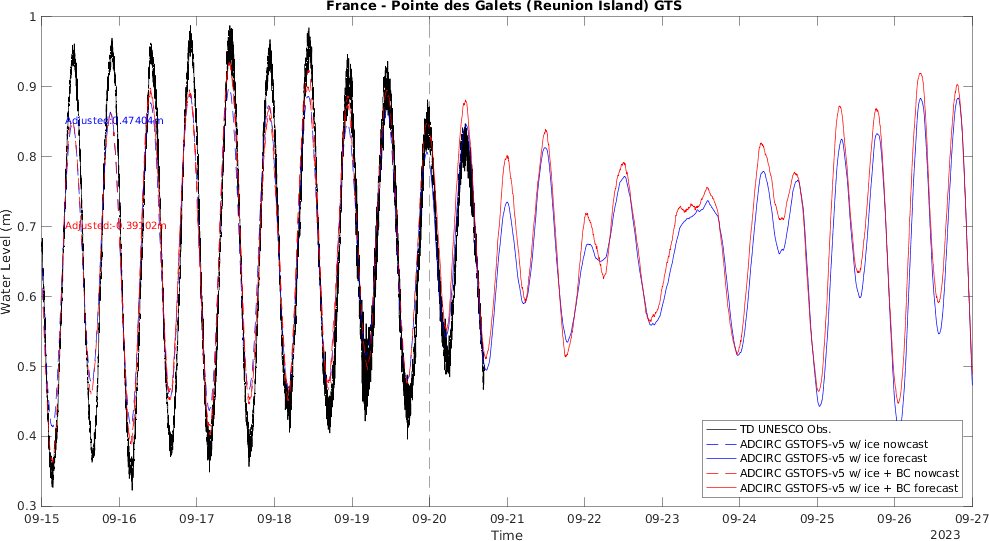 France - Pointe des Galets (Reunion Island) GTS
1
0.9
0.8
0.7
0.6
0.5
0.4
0.3
Water Level (m)
Adjusted:0.47404m
Adjusted:-0.39202m
TD UNESCO Obs.
ADCIRC GSTOFS-v5 w/ ice nowcast
ADCIRC GSTOFS-v5 w/ ice forecast
ADCIRC GSTOFS-v5 w/ ice + BC nowcast
ADCIRC GSTOFS-v5 w/ ice + BC forecast
09-15 09-16 09-17 09-18 09-19 09-20 09-21 09-22 09-23 09-24 09-25 09-26 09-27
Time
2023